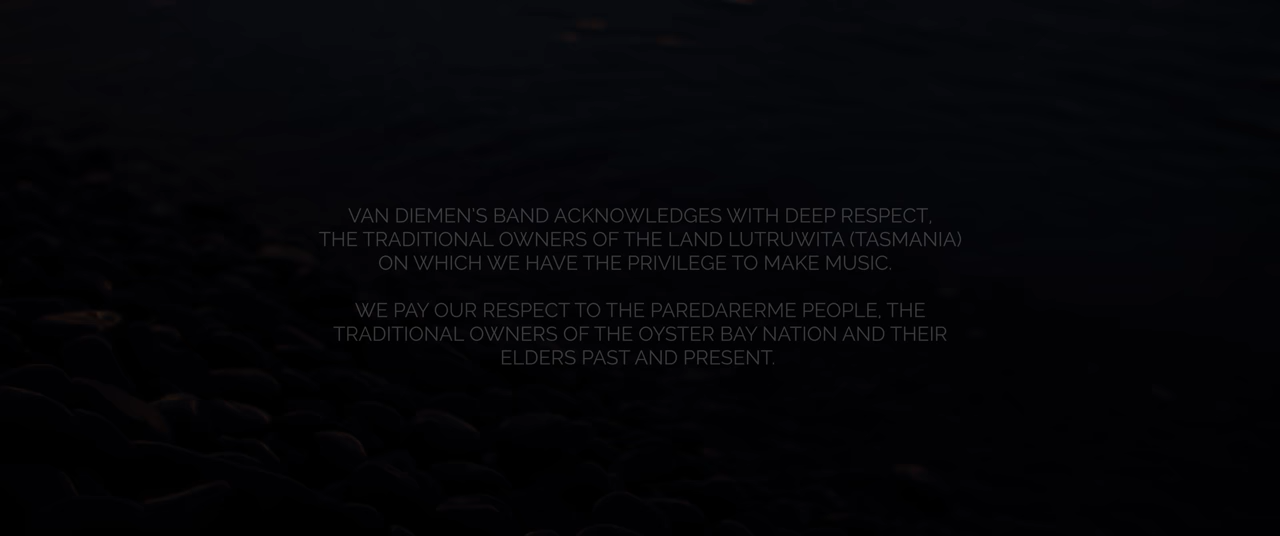 VAN DIEMEN'S BAND ACKNOWLEDGES WITH DEEP RESPECT,
THE TRADITIONAL OWNERS OF THE LAND LUTRUWITA (TASMANIA)
ON WHICH WE HAVE THE PRIVILEGE TO MAKE MUSIC.
WE PAY OUR RESPECT TO THE PAREDARERME PEOPLE, THE
TRADITIONAL OWNERS OF THE OYSTER BAY NATION AND THEIR
ELDERS PAST AND PRESENT.